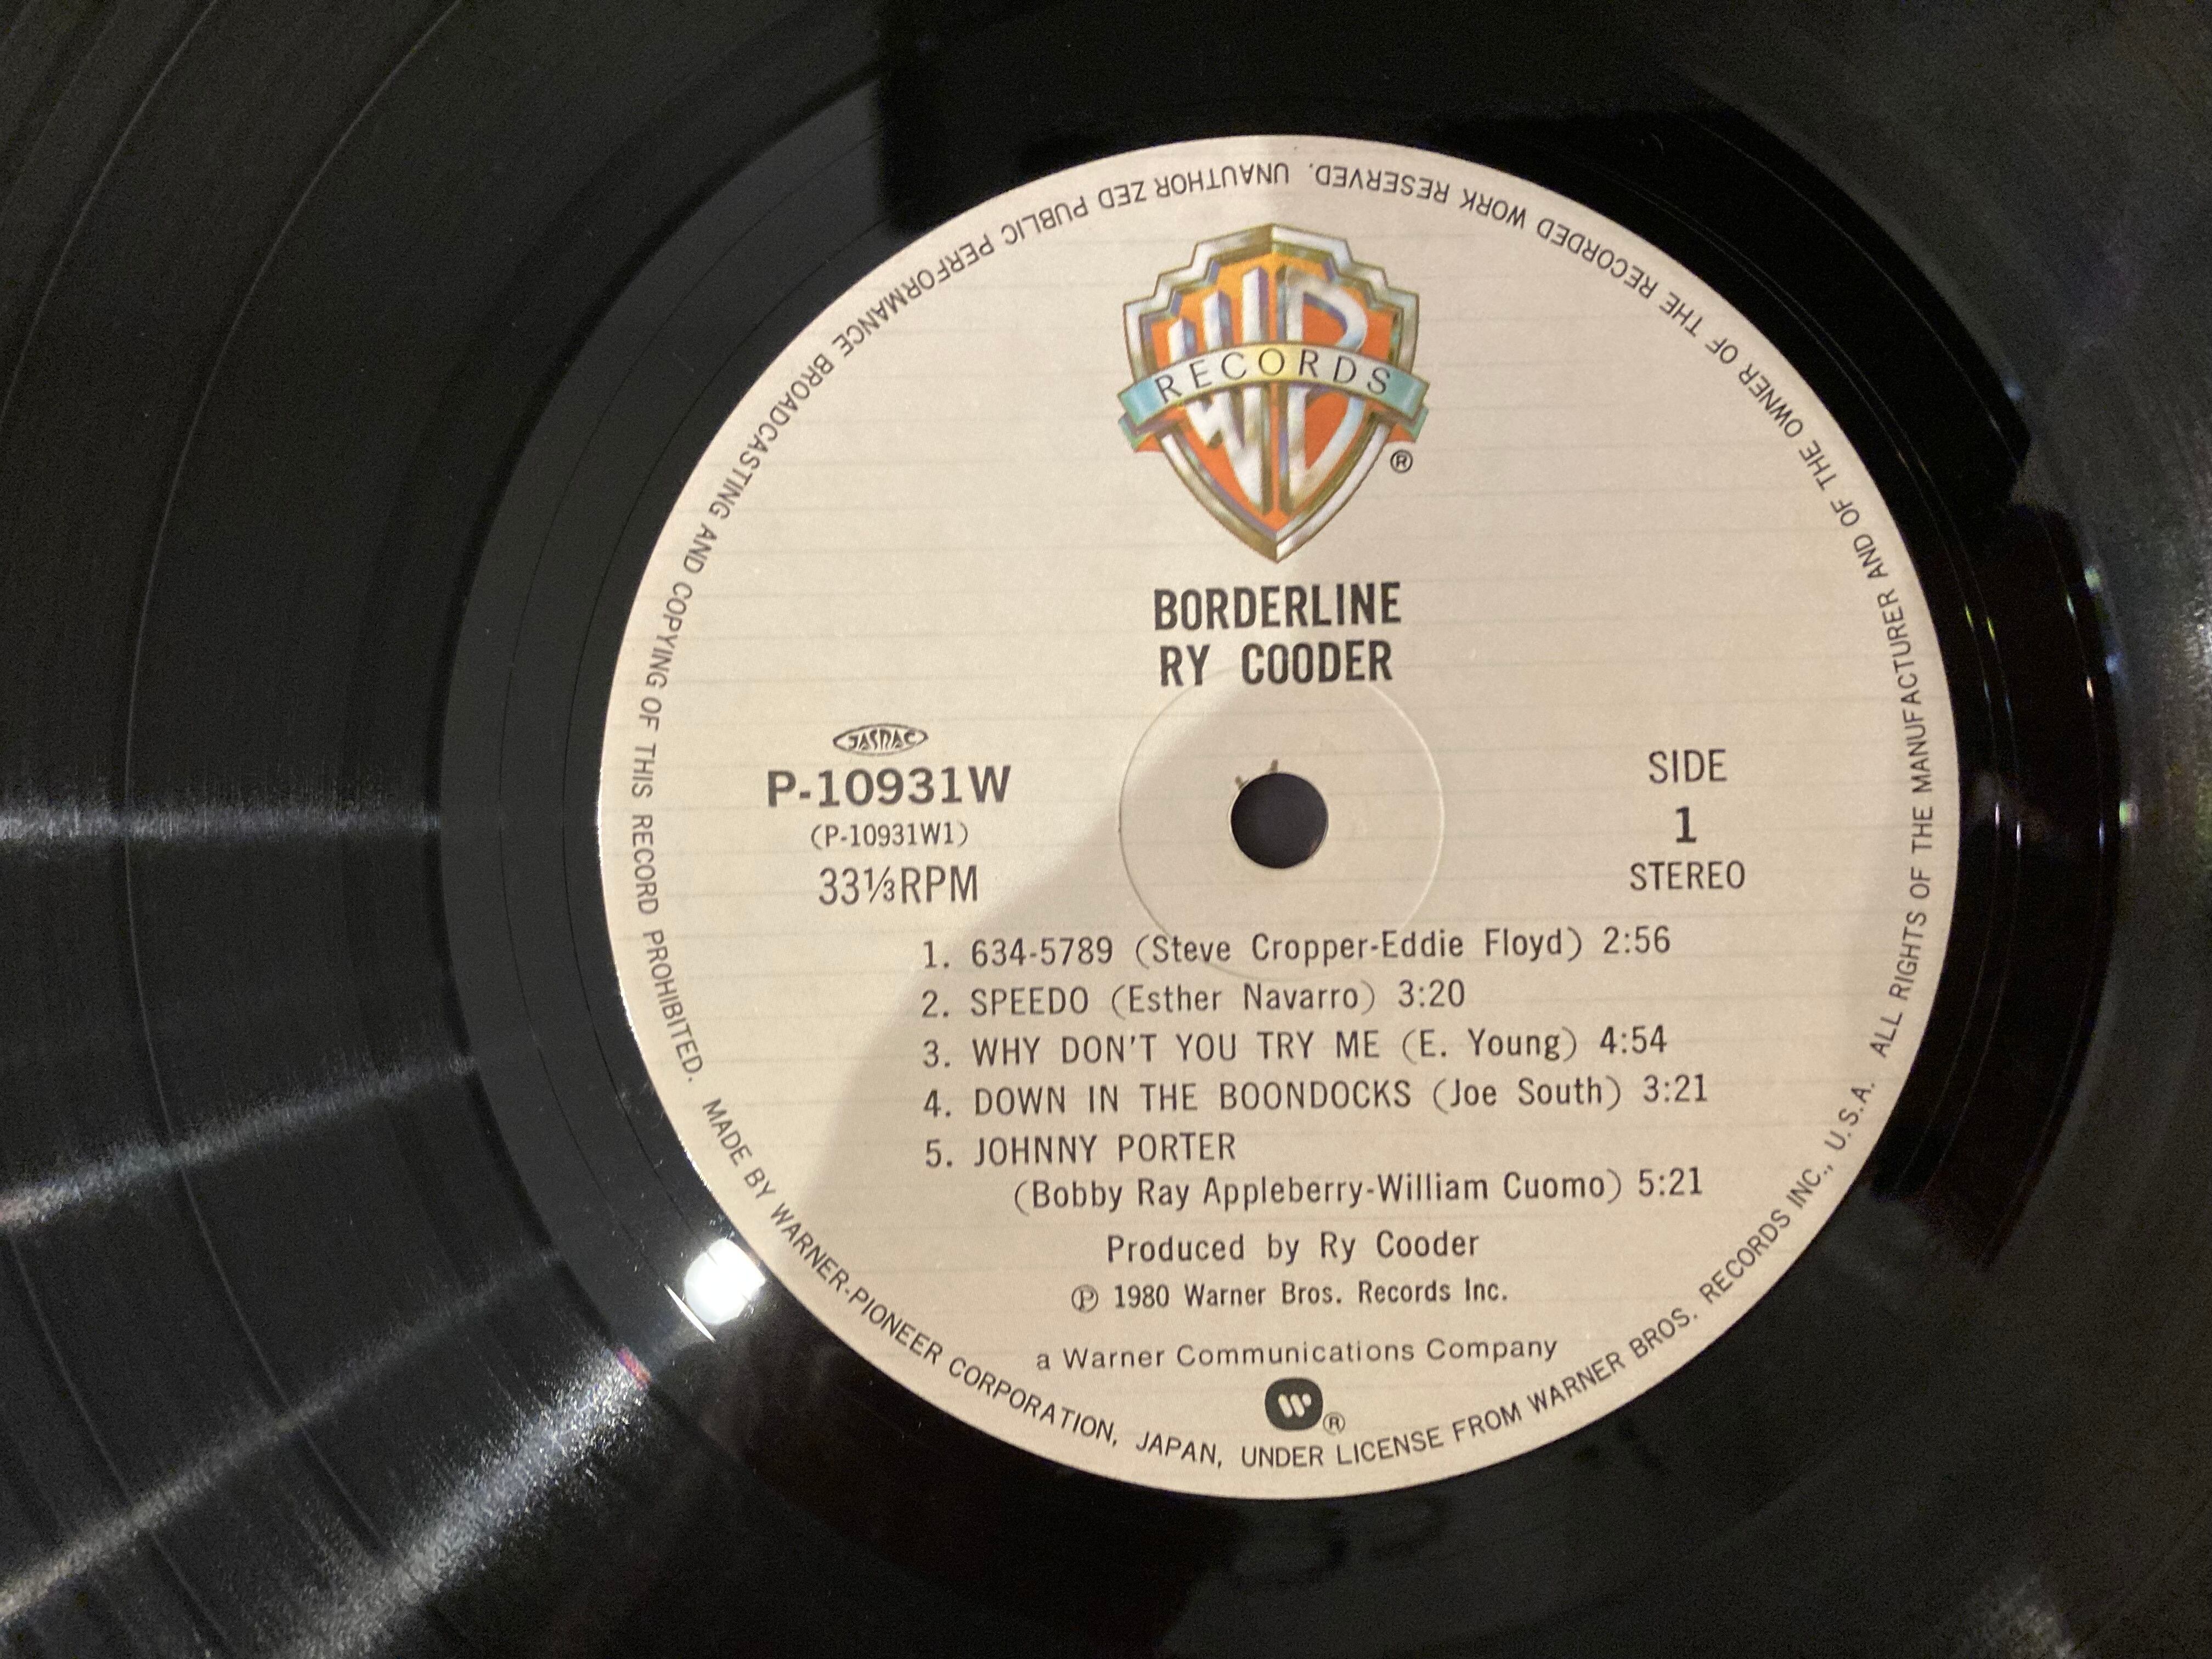 WB
RECORDS
®
BORDERLINE
RY COODER
JASRAC
P-10931W
(P-10931W1)
33⅓RPM
SIDE
1
STEREO
1. 634-5789 (Steve Cropper-Eddie Floyd) 2:56
2. SPEEDO (Esther Navarro) 3:20
3. WHY DON'T YOU TRY ME (E. Young) 4:54
4. DOWN IN THE BOONDOCKS (Joe South) 3:21
5. JOHNNY PORTER
(Bobby Ray Appleberry-William Cuomo) 5:21
Produced by Ry Cooder
℗ 1980 Warner Bros. Records Inc.
a Warner Communications Company
®
MADE BY WARNER-PIONEER CORPORATION, JAPAN, UNDER LICENSE FROM WARNER BROS. RECORDS INC., U.S.A. ALL RIGHTS OF THE MANUFACTURER AND OF THE OWNER OF THE RECORDED WORK RESERVED. UNAUTHOR ZED PUBLIC PERFORMANCE BROADCASTING AND COPYING OF THIS RECORD PROHIBITED.